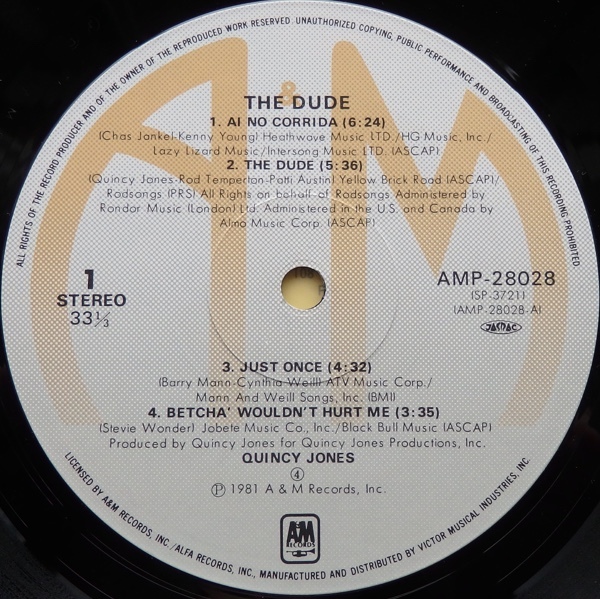 ALL RIGHTS OF THE RECORD PRODUCER AND OF THE OWNER OF THE REPRODUCED WORK RESERVED. UNAUTHORIZED COPYING, PUBLIC PERFORMANCE AND BROADCASTING OF THIS RECORD PROHIBITED
THE DUDE
1. AI NO CORRIDA (6:24)
(Chas Jankel-Kenny Young) Heathwave Music LTD./HG Music, Inc./
Lazy Lizard Music/Intersong Music LTD. (ASCAP)
2. THE DUDE (5:36)
(Quincy Jones-Rod Temperton-Patti Austin) Yellow Brick Road (ASCAP)/
Rodsongs (PRS) All Rights on behalf of Rodsongs Administered by
Rondor Music (London) Ltd. Administered in the U.S. and Canada by
Almo Music Corp. (ASCAP)
1
STEREO
33⅓
AMP-28028
(SP-3721)
(AMP-28028-A)
JASRAC
3. JUST ONCE (4:32)
(Barry Mann-Cynthia Weill) ATV Music Corp./
Mann And Weill Songs, Inc. (BMI)
4. BETCHA' WOULDN'T HURT ME (3:35)
(Stevie Wonder) Jobete Music Co., Inc./Black Bull Music (ASCAP)
Produced by Quincy Jones for Quincy Jones Productions, Inc.
QUINCY JONES
④
Ⓟ 1981 A & M Records, Inc.
A&M
RECORDS
LICENSED BY A&M RECORDS, INC./ALFA RECORDS, INC., MANUFACTURED AND DISTRIBUTED BY VICTOR MUSICAL INDUSTRIES, INC.